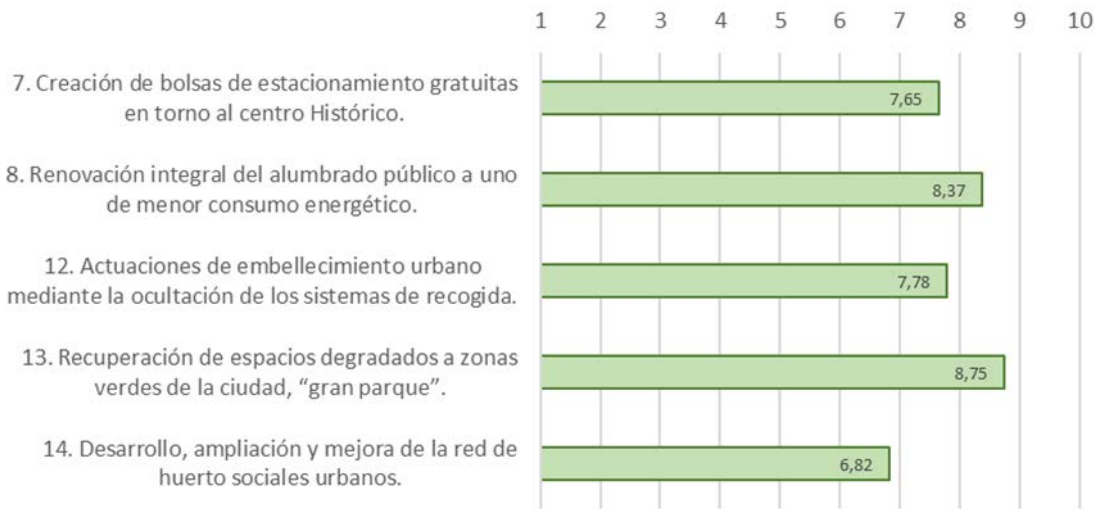 1 2 3 4 5 6 7 8 9 10
7. Creación de bolsas de estacionamiento gratuitas
en torno al centro Histórico.
7,65
8. Renovación integral del alumbrado público a uno
de menor consumo energético.
8,37
12. Actuaciones de embellecimiento urbano
mediante la ocultación de los sistemas de recogida.
7,78
13. Recuperación de espacios degradados a zonas
verdes de la ciudad, “gran parque”.
8,75
14. Desarrollo, ampliación y mejora de la red de
huerto sociales urbanos.
6,82